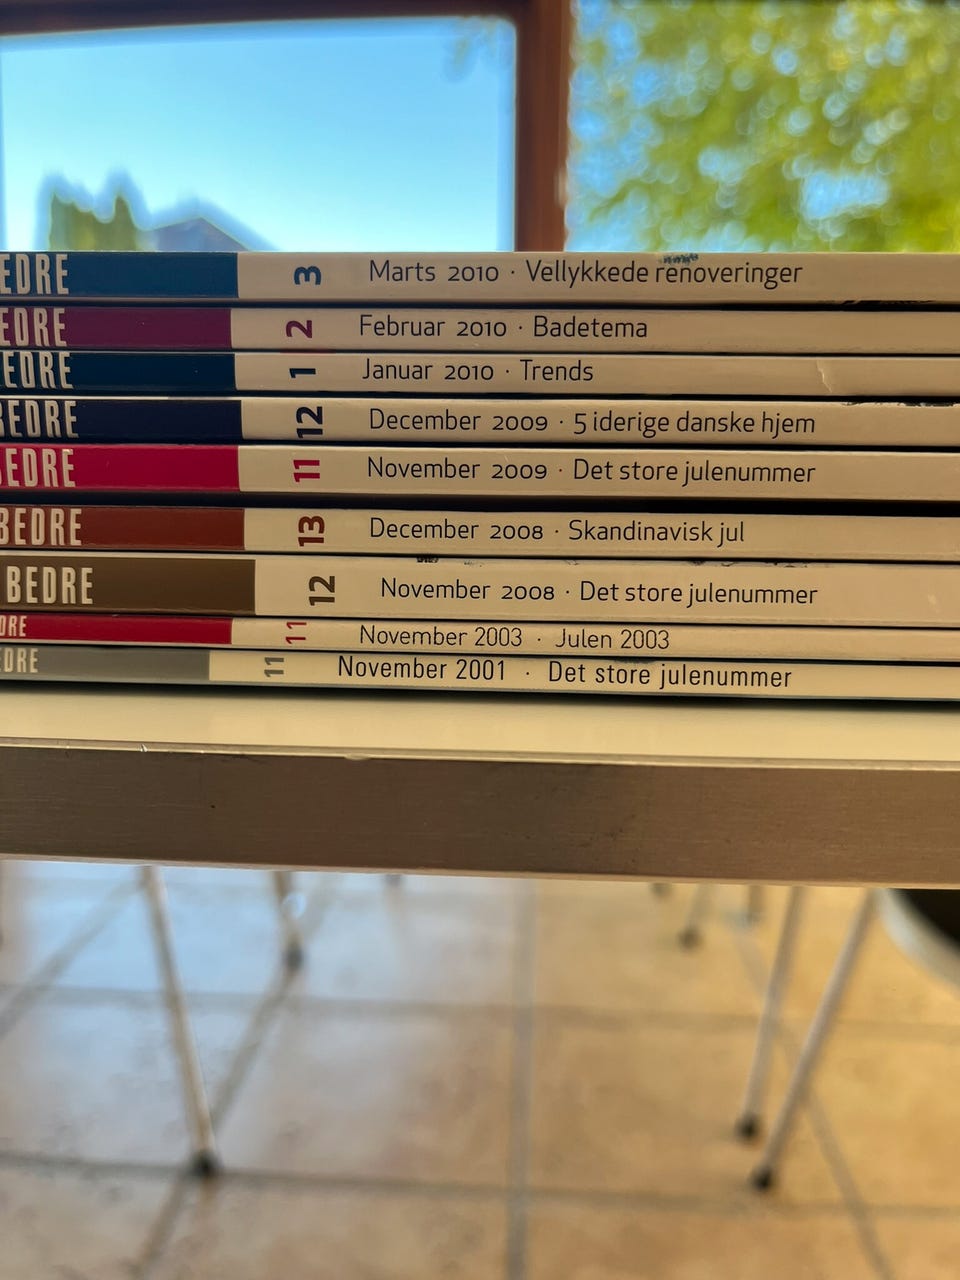 EDRE 3 Marts 2010 · Vellykkede renoveringer
EDRE 2 Februar 2010 · Badetema
EDRE 1 Januar 2010 · Trends
BEDRE 12 December 2009 · 5 iderige danske hjem
BEDRE 11 November 2009 · Det store julenummer
BEDRE 13 December 2008 · Skandinavisk jul
BEDRE 12 November 2008 · Det store julenummer
DRE 11 November 2003 · Julen 2003
EDRE 11 November 2001 · Det store julenummer